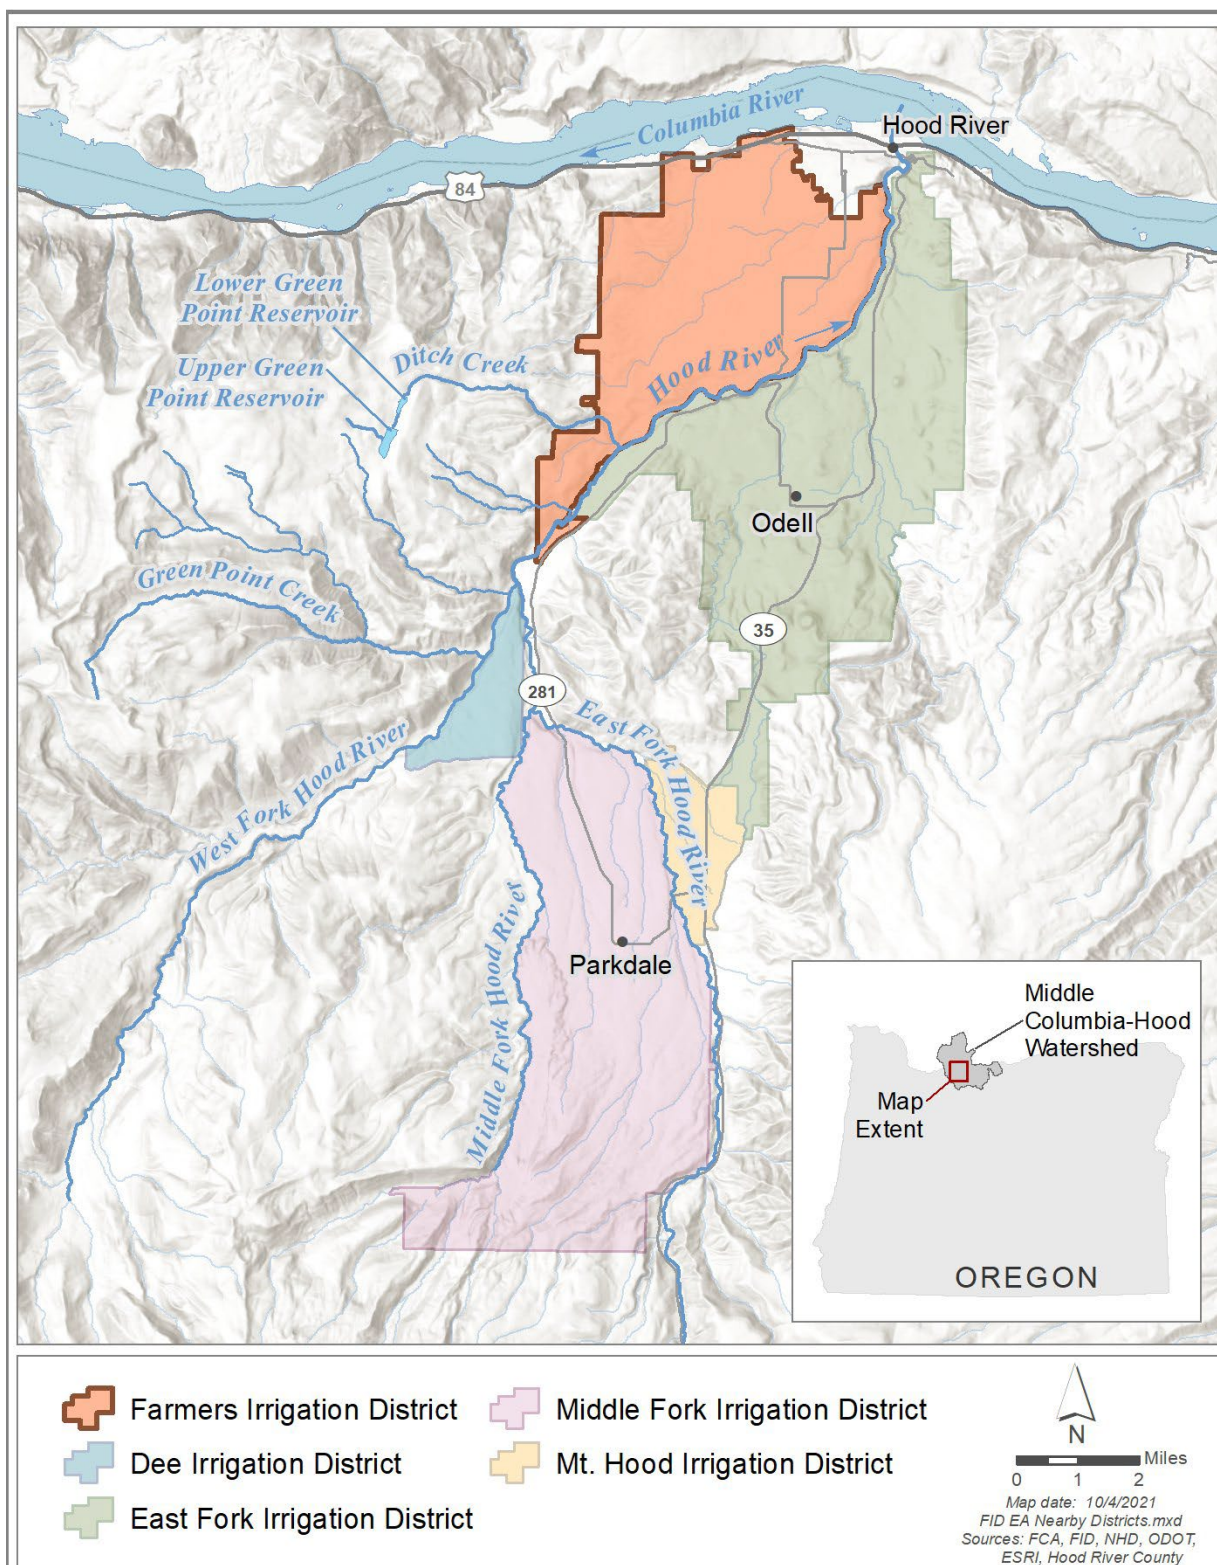 Columbia River
Hood River
84
Lower Green
Point Reservoir
Ditch Creek
Upper Green
Point Reservoir
Hood River
Odell
Green Point Creek
35
281
East Fork Hood River
West Fork Hood River
Middle Fork Hood River
Parkdale
Middle
Columbia-Hood
Watershed
Map
Extent
OREGON
Farmers Irrigation District
Dee Irrigation District
East Fork Irrigation District
Middle Fork Irrigation District
Mt. Hood Irrigation District
N
Miles
0 1 2
Map date: 10/4/2021
FID EA Nearby Districts.mxd
Sources: FCA, FID, NHD, ODOT,
ESRI, Hood River County